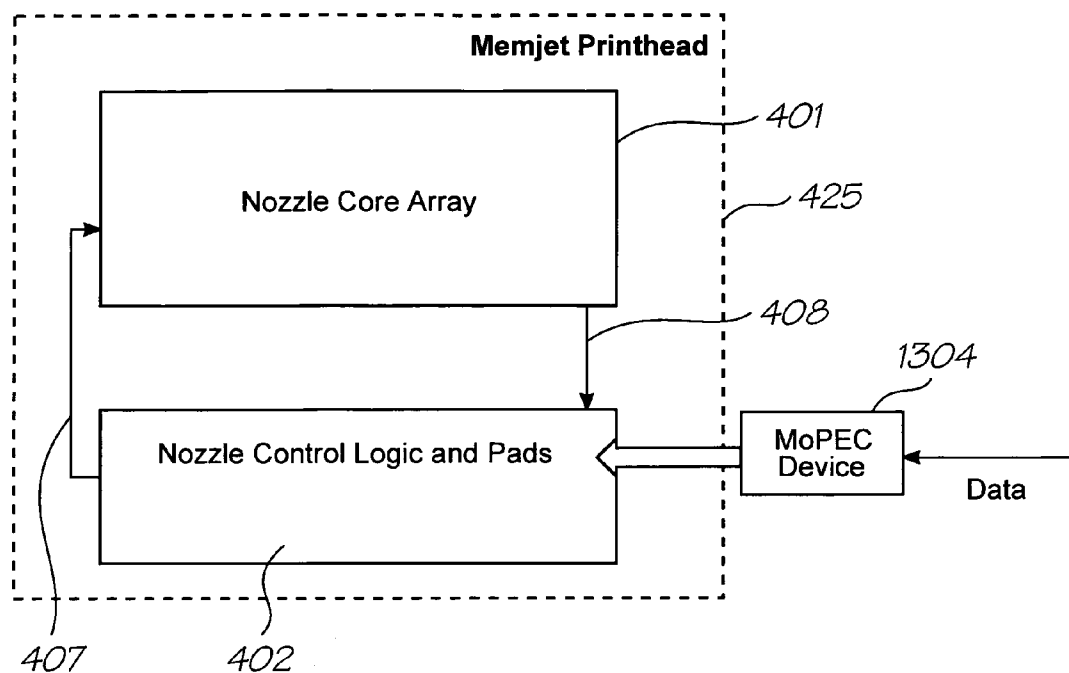 Memjet Printhead
401
Nozzle Core Array
425
408
1304
Nozzle Control Logic and Pads
MoPEC
Device
Data
407
402